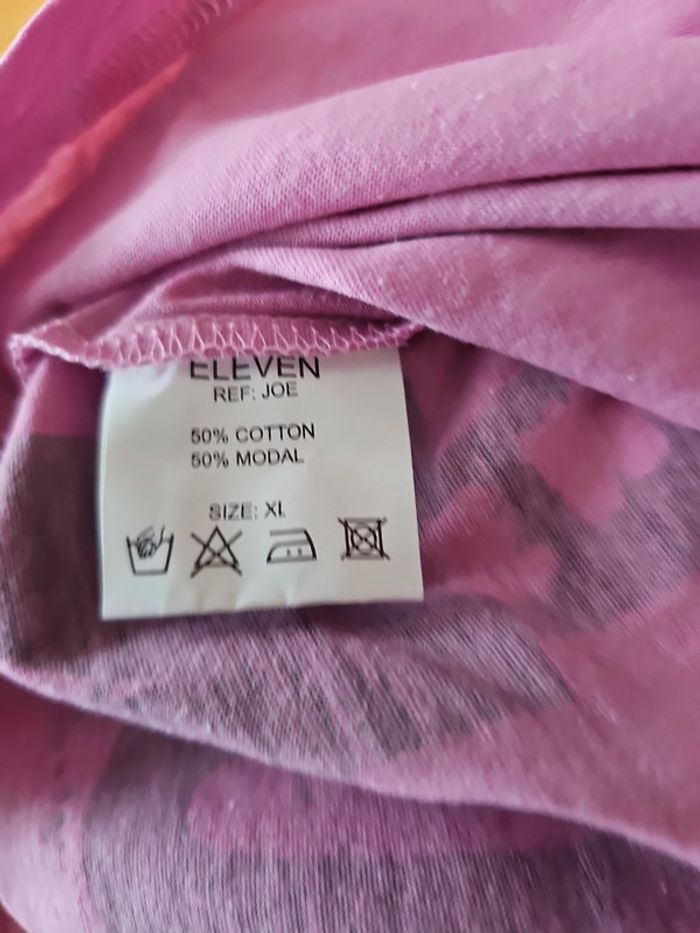 ELEVEN
REF: JOE
50% COTTON
50% MODAL
SIZE: XL